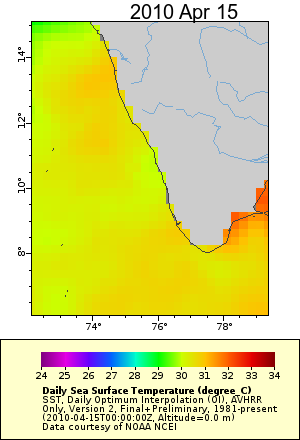 2010 Apr 15
14°
12°
10°
8°
74° 76° 78°
24 25 26 27 28 29 30 31 32 33 34
Daily Sea Surface Temperature (degree_C)
SST, Daily Optimum Interpolation (OI), AVHRR
Only, Version 2, Final+Preliminary, 1981-present
(2010-04-15T00:00:00Z, Altitude=0.0 m)
Data courtesy of NOAA NCEI